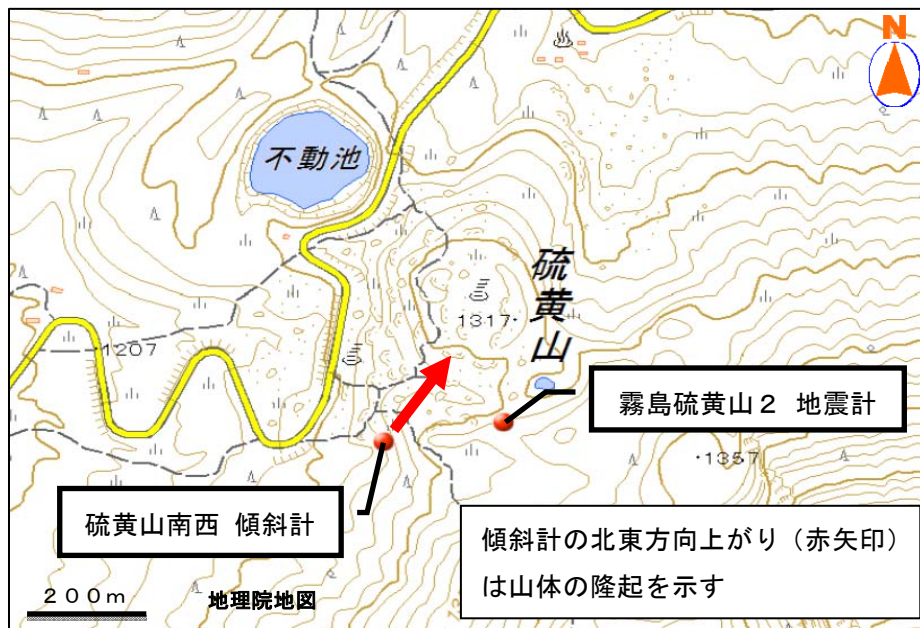 N
不動池
硫黄山
1317
1207
霧島硫黄山２ 地震計
1357
硫黄山南西 傾斜計
傾斜計の北東方向上がり（赤矢印）
は山体の隆起を示す
２００ｍ
地理院地図